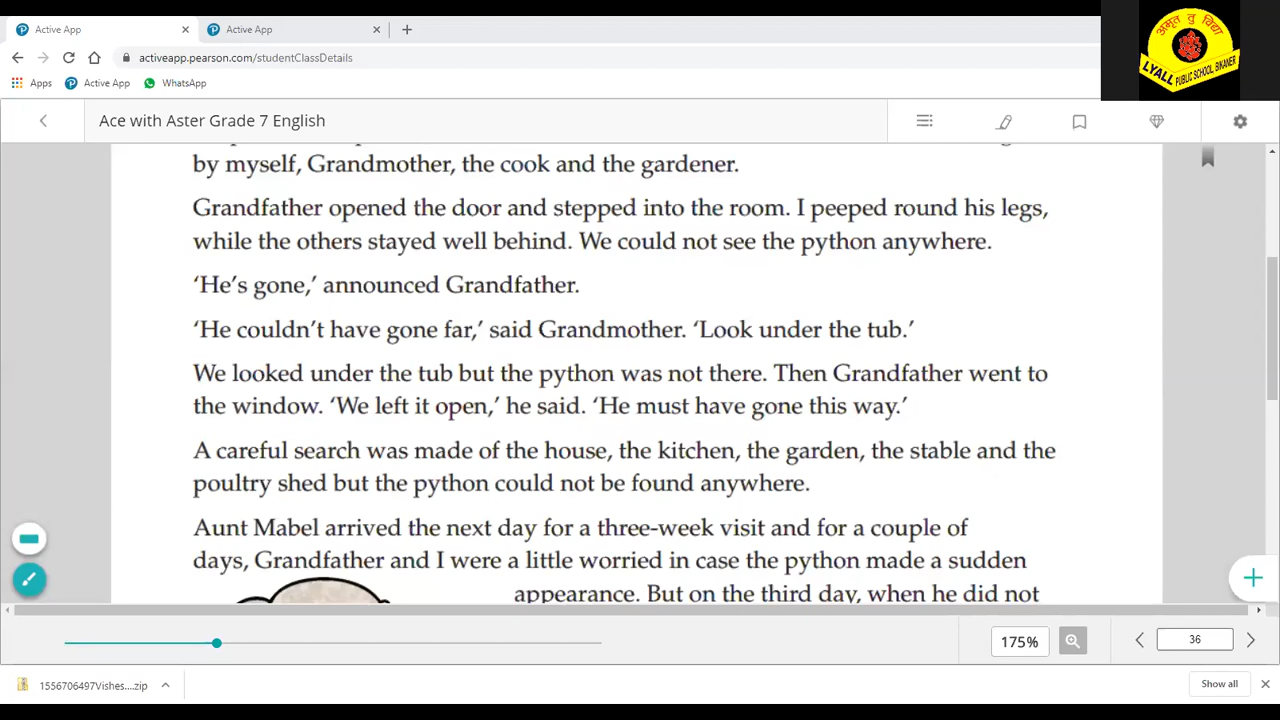 Active App
Active App
activeapp.pearson.com/studentClassDetails
Apps
Active App
WhatsApp
अमृतं तु विद्या
LYALL PUBLIC SCHOOL BIKANER
Ace with Aster Grade 7 English
by myself, Grandmother, the cook and the gardener.
Grandfather opened the door and stepped into the room. I peeped round his legs,
while the others stayed well behind. We could not see the python anywhere.
‘He’s gone,’ announced Grandfather.
‘He couldn’t have gone far,’ said Grandmother. ‘Look under the tub.’
We looked under the tub but the python was not there. Then Grandfather went to
the window. ‘We left it open,’ he said. ‘He must have gone this way.’
A careful search was made of the house, the kitchen, the garden, the stable and the
poultry shed but the python could not be found anywhere.
Aunt Mabel arrived the next day for a three-week visit and for a couple of
days, Grandfather and I were a little worried in case the python made a sudden
appearance. But on the third day, when he did not
175%
36
1556706497Vishes....zip
Show all